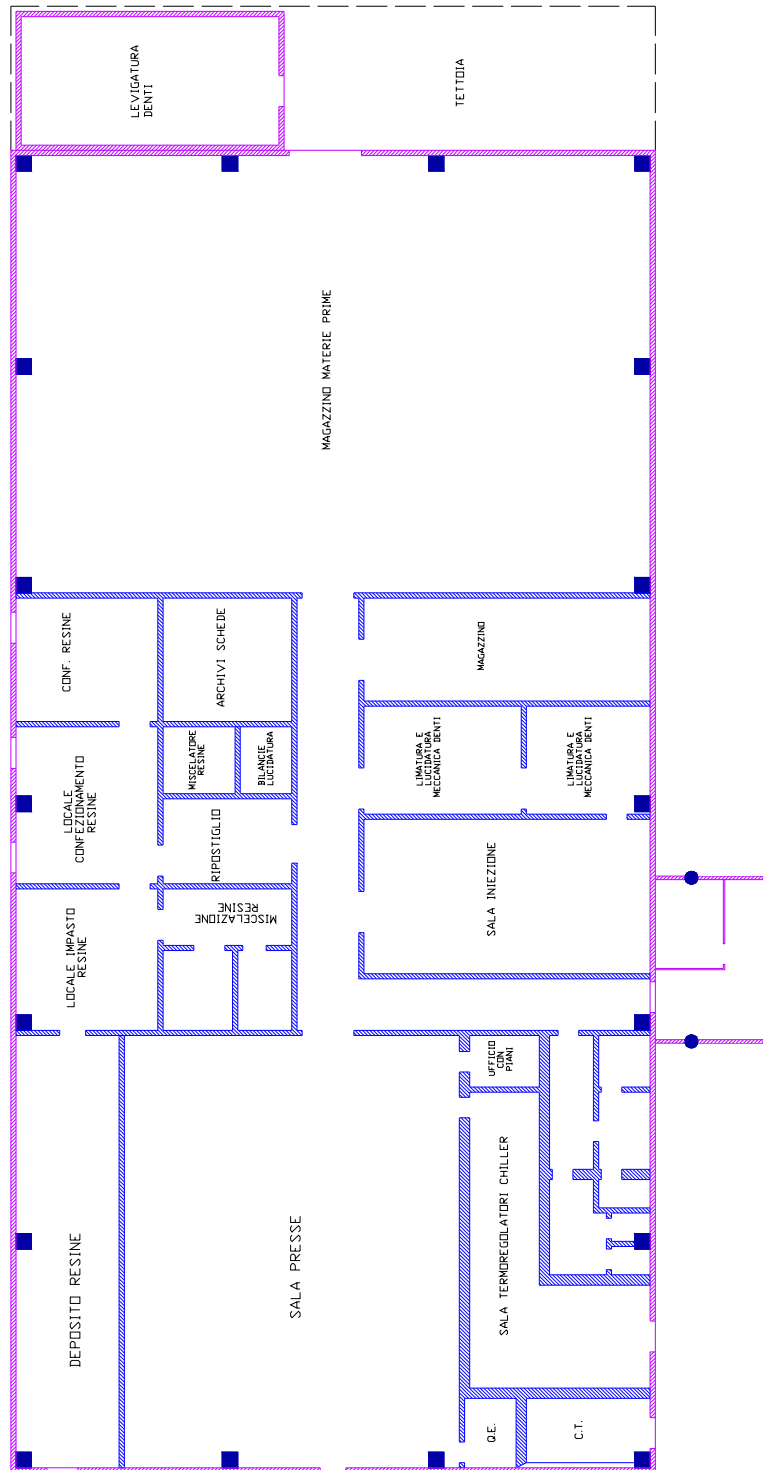 LEVIGATURA
DENTI
TETTOIA
MAGAZZINO MATERIE PRIME
CONF. RESINE
ARCHIVI SCHEDE
MAGAZZINO
LOCALE
CONFEZIONAMENTO
RESINE
MISCELATORE
RESINE
BILANCIE
LUCIDATURA
LIMATURA E
LUCIDATURA
MECCANICA DENTI
LIMATURA E
LUCIDATURA
MECCANICA DENTI
RIPOSTIGLIO
SALA INIEZIONE
LOCALE IMPASTO
RESINE
MISCELAZIONE
RESINE
UFFICIO
CON
PIANI
SALA TERMOREGOLATORI CHILLER
DEPOSITO RESINE
SALA PRESSE
Q.E.
C.T.